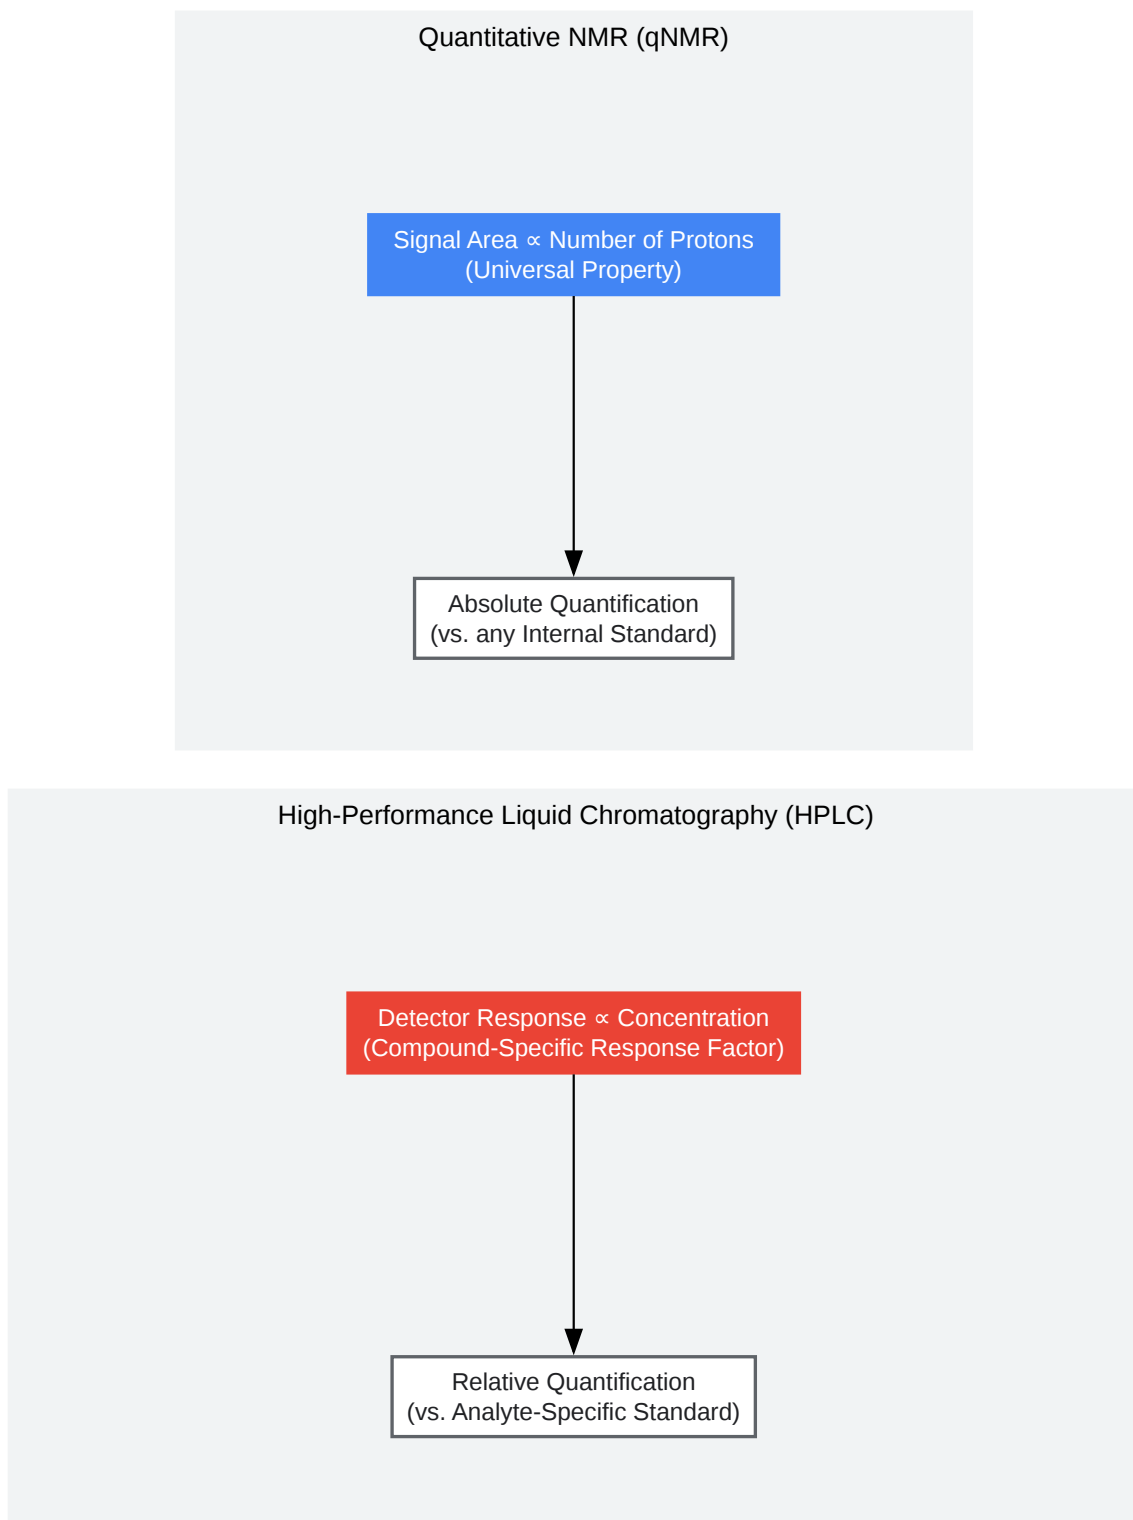 Quantitative NMR (qNMR)
Signal Area ∝ Number of Protons
(Universal Property)
Absolute Quantification
(vs. any Internal Standard)
High-Performance Liquid Chromatography (HPLC)
Detector Response ∝ Concentration
(Compound-Specific Response Factor)
Relative Quantification
(vs. Analyte-Specific Standard)